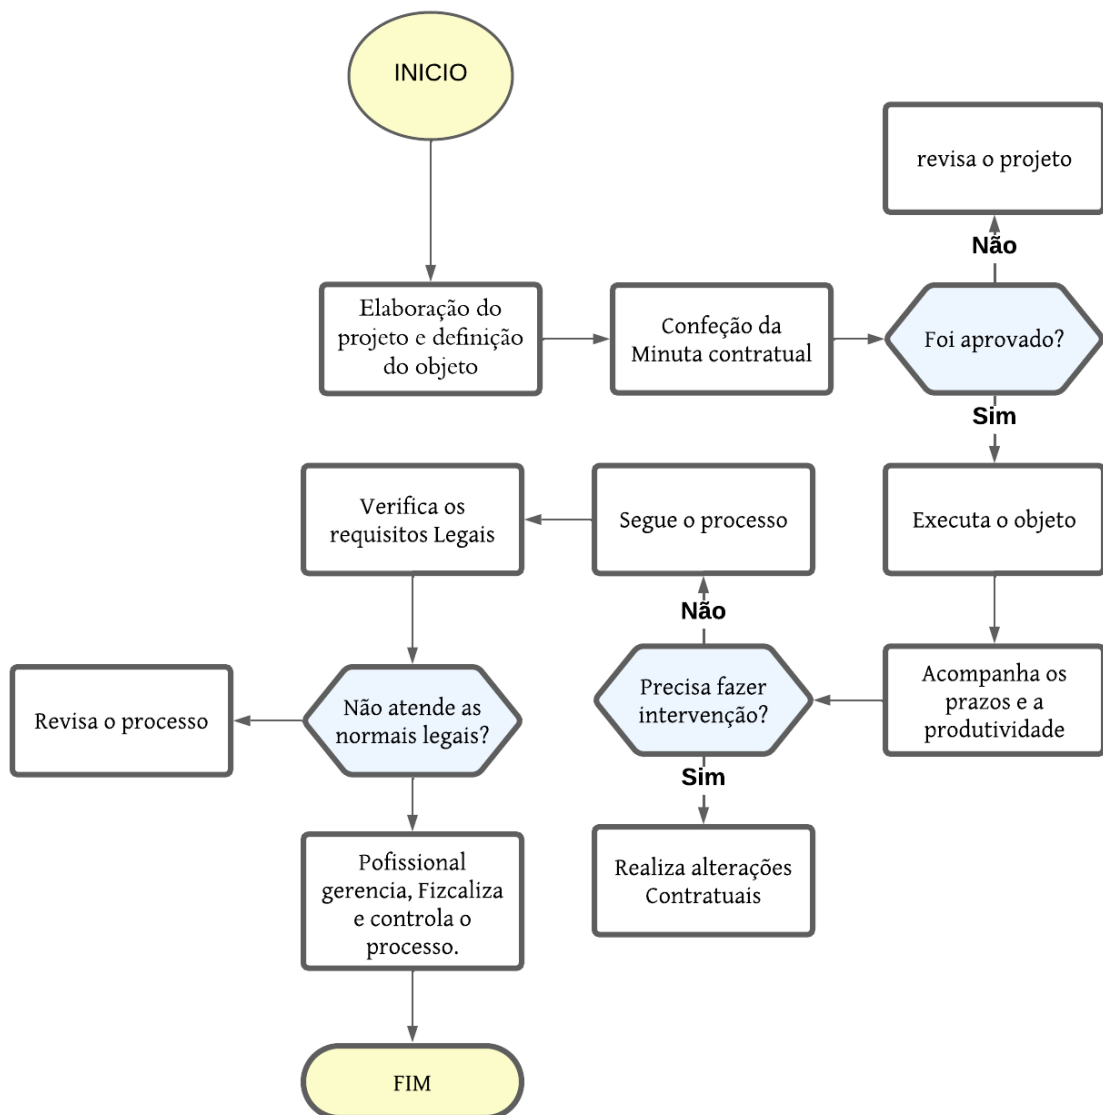 INICIO
revisa o projeto
Não
Elaboração do
projeto e definição
do objeto
Confeção da
Minuta contratual
Foi aprovado?
Sim
Verifica os
requisitos Legais
Segue o processo
Executa o objeto
Não
Revisa o processo
Não atende as
normais legais?
Precisa fazer
intervenção?
Acompanha os
prazos e a
produtividade
Sim
Pofissional
gerencia, Fizcaliza
e controla o
processo.
Realiza alterações
Contratuais
FIM